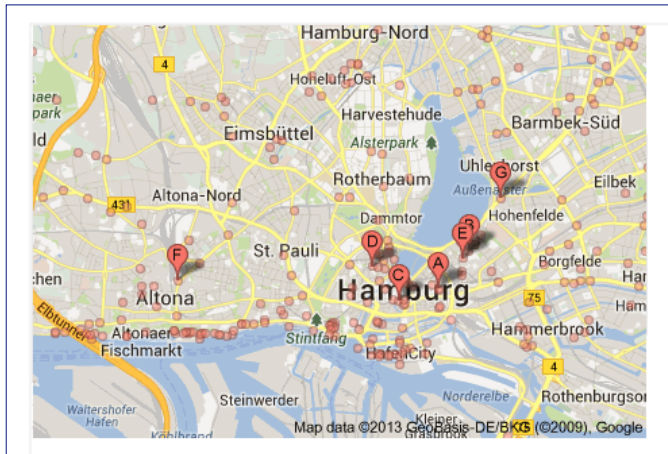 Hamburg-Nord
4
Hoheluft-Ost
Harvestehude
Barmbek-Süd
Eimsbüttel
Alsterpark
Uhlenhorst
Rotherbaum
G
Außenalster
Eilbek
Altona-Nord
431
Dammtor
Hohenfelde
B
E
St. Pauli
D
F
A
Borgfelde
C
Altona
Hamburg
75
Elbtunnel
Altonaer
Fischmarkt
Stintfang
Hammerbrook
HafenCity
4
Norderelbe
Rothenburgsor
Steinwerder
Waltershofer
Hafen
Köhlbrand
Kleiner
Grasbrook
Map data ©2013 GeoBasis-DE/BKG (©2009), Google